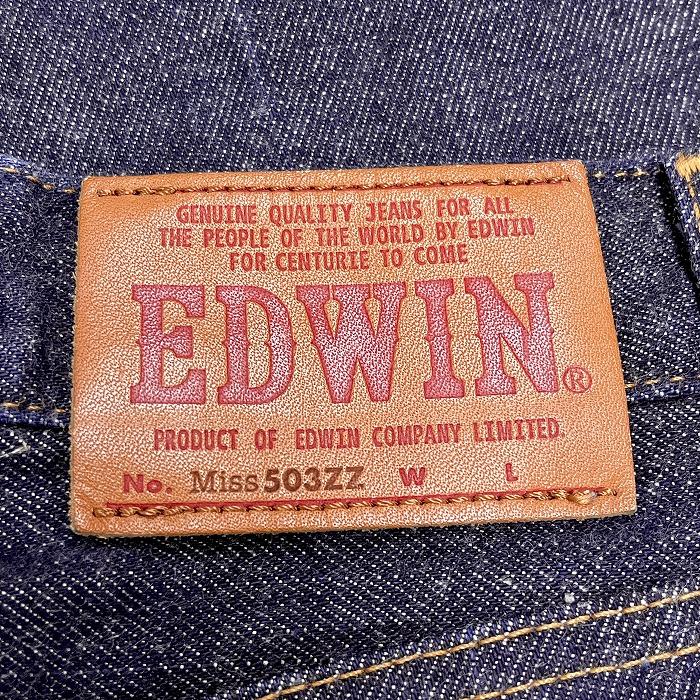 GENUINE QUALITY JEANS FOR ALL
THE PEOPLE OF THE WORLD BY EDWIN
FOR CENTURIE TO COME
EDWIN®
PRODUCT OF EDWIN COMPANY LIMITED.
No. Miss503ZZ W L